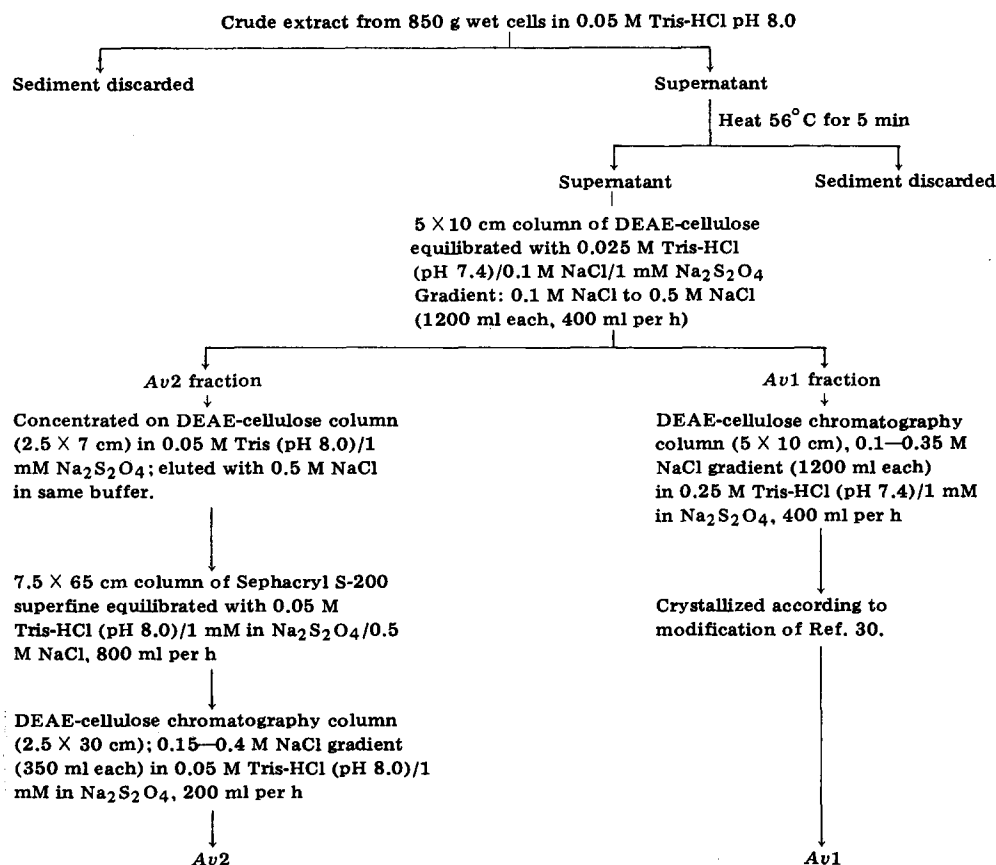 Crude extract from 850 g wet cells in 0.05 M Tris-HCl pH 8.0
Sediment discarded
Supernatant
Heat 56°C for 5 min
Supernatant
Sediment discarded
5 × 10 cm column of DEAE-cellulose
equilibrated with 0.025 M Tris-HCl
(pH 7.4)/0.1 M NaCl/1 mM Na2S2O4
Gradient: 0.1 M NaCl to 0.5 M NaCl
(1200 ml each, 400 ml per h)
Av2 fraction
Concentrated on DEAE-cellulose column
(2.5 × 7 cm) in 0.05 M Tris (pH 8.0)/1
mM Na2S2O4; eluted with 0.5 M NaCl
in same buffer.
7.5 × 65 cm column of Sephacryl S-200
superfine equilibrated with 0.05 M
Tris-HCl (pH 8.0)/1 mM in Na2S2O4/0.5
M NaCl, 800 ml per h
DEAE-cellulose chromatography column
(2.5 × 30 cm); 0.15—0.4 M NaCl gradient
(350 ml each) in 0.05 M Tris-HCl (pH 8.0)/1
mM in Na2S2O4, 200 ml per h
Av2
Av1 fraction
DEAE-cellulose chromatography
column (5 × 10 cm), 0.1—0.35 M
NaCl gradient (1200 ml each)
in 0.25 M Tris-HCl (pH 7.4)/1 mM
in Na2S2O4, 400 ml per h
Crystallized according to
modification of Ref. 30.
Av1